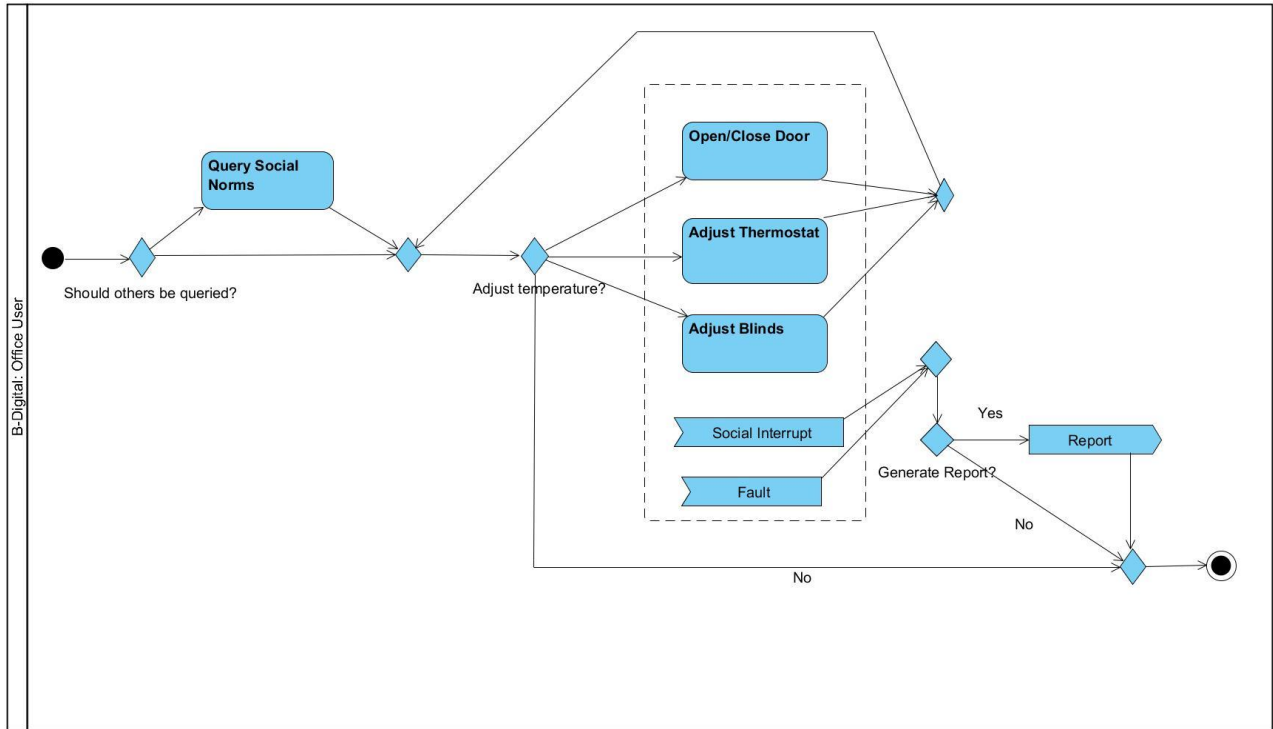 B-Digital: Office User
Query Social
Norms
Should others be queried?
Adjust temperature?
Open/Close Door
Adjust Thermostat
Adjust Blinds
Social Interrupt
Fault
Yes
Report
Generate Report?
No
No